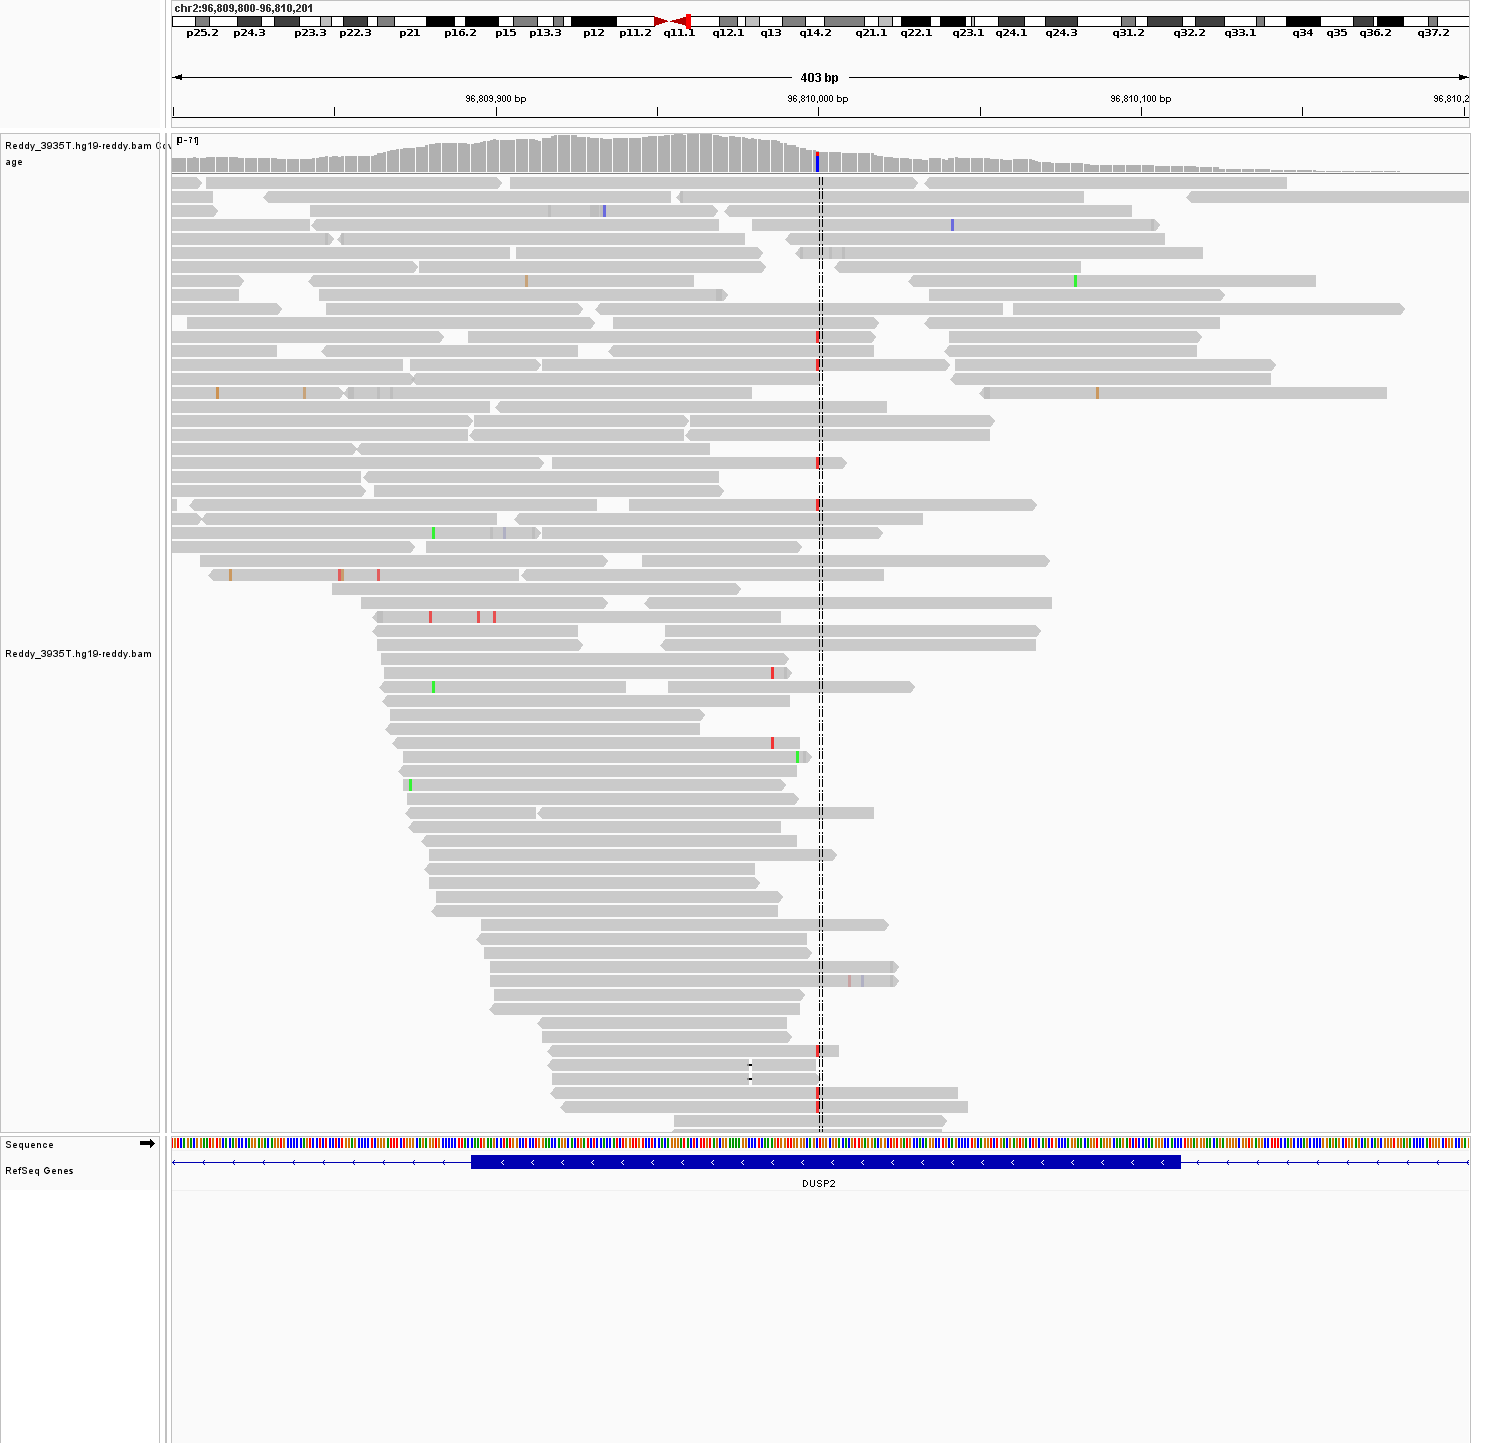 chr2:96,809,800-96,810,201
p25.2 p24.3 p23.3 p22.3 p21 p16.2 p15 p13.3 p12 p11.2 q11.1 q12.1 q13 q14.2 q21.1 q22.1 q23.1 q24.1 q24.3 q31.2 q32.2 q33.1 q34 q35 q36.2 q37.2
403 bp
96,809,900 bp 96,810,000 bp 96,810,100 bp 96,810,2
[0-71]
Reddy_3935T.hg19-reddy.bam Cov
age
Reddy_3935T.hg19-reddy.bam
Sequence
RefSeq Genes
DUSP2